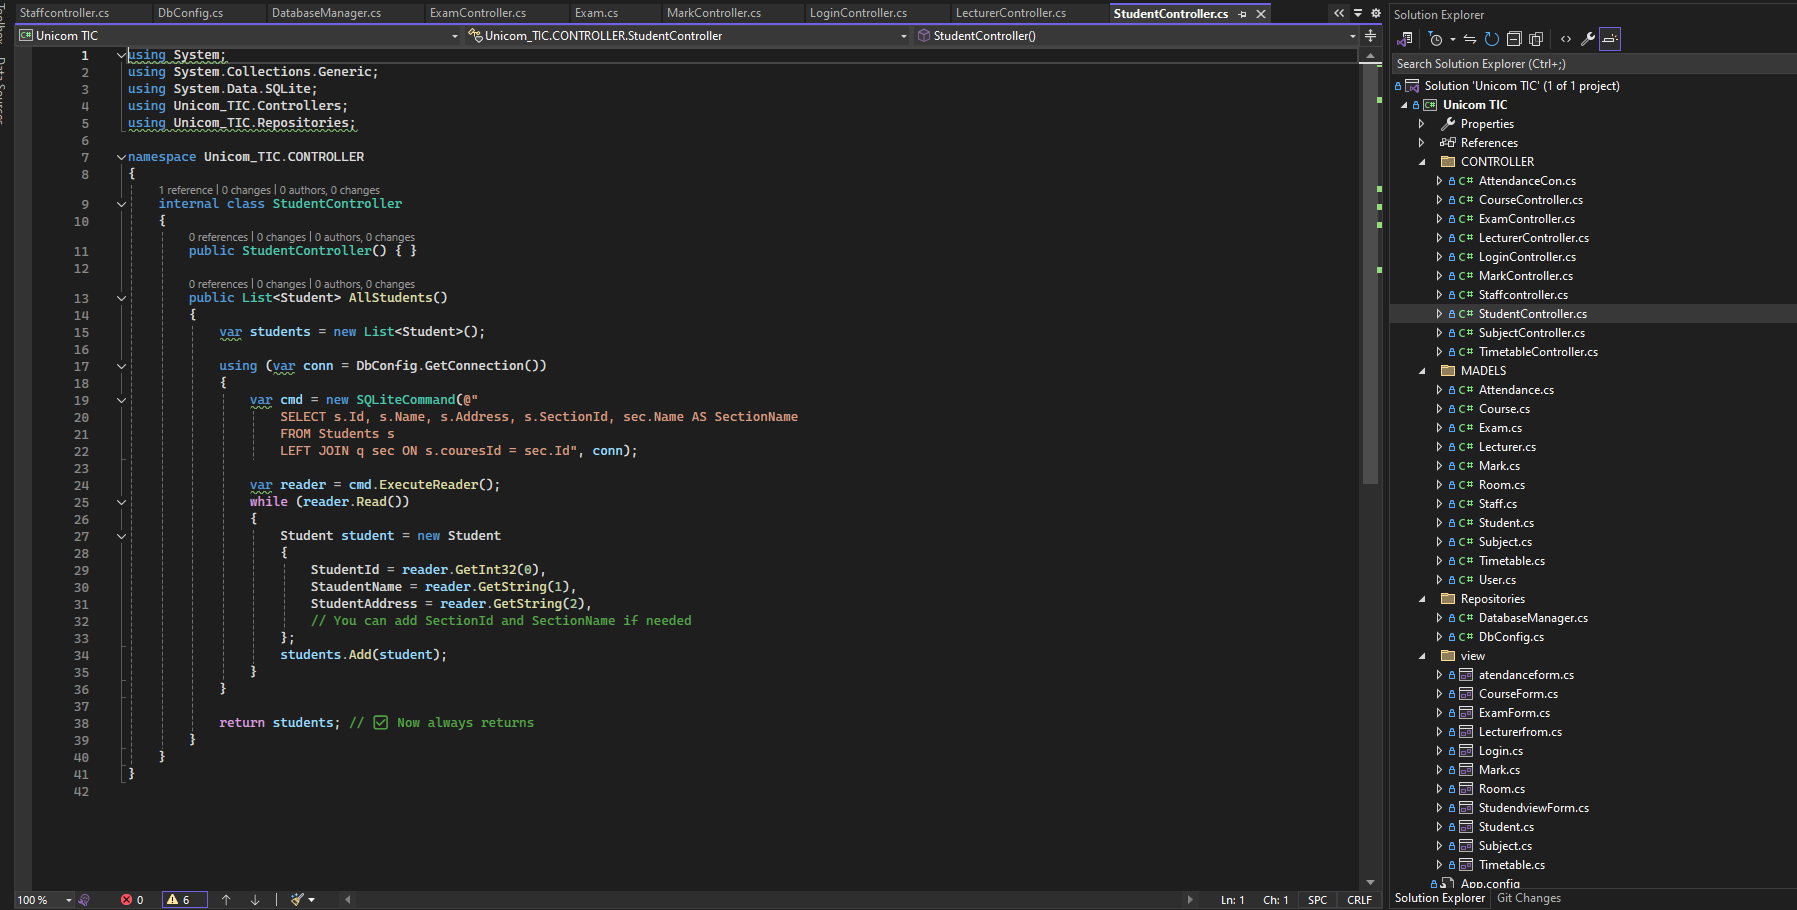 Staffcontroller.cs DbConfig.cs DatabaseManager.cs ExamController.cs Exam.cs MarkController.cs LoginController.cs LecturerController.cs StudentController.cs
Unicom TIC Unicom_TIC.CONTROLLER.StudentController StudentController()
1 using System;
2 using System.Collections.Generic;
3 using System.Data.SQLite;
4 using Unicom_TIC.Controllers;
5 using Unicom_TIC.Repositories;
6
7 namespace Unicom_TIC.CONTROLLER
8 {
1 reference | 0 changes | 0 authors, 0 changes
9 internal class StudentController
10 {
0 references | 0 changes | 0 authors, 0 changes
11 public StudentController() { }
12
0 references | 0 changes | 0 authors, 0 changes
13 public List<Student> AllStudents()
14 {
15 var students = new List<Student>();
16
17 using (var conn = DbConfig.GetConnection())
18 {
19 var cmd = new SQLiteCommand(@"
20 SELECT s.Id, s.Name, s.Address, s.SectionId, sec.Name AS SectionName
21 FROM Students s
22 LEFT JOIN q sec ON s.couresId = sec.Id", conn);
23
24 var reader = cmd.ExecuteReader();
25 while (reader.Read())
26 {
27 Student student = new Student
28 {
29 StudentId = reader.GetInt32(0),
30 StaudentName = reader.GetString(1),
31 StudentAddress = reader.GetString(2),
32 // You can add SectionId and SectionName if needed
33 };
34 students.Add(student);
35 }
36 }
37
38 return students; // ✅ Now always returns
39 }
40 }
41 }
42
100 % 0 6 Ln: 1 Ch: 1 SPC CRLF
Solution Explorer
Search Solution Explorer (Ctrl+;)
Solution 'Unicom TIC' (1 of 1 project)
Unicom TIC
Properties
References
CONTROLLER
C# AttendanceCon.cs
C# CourseController.cs
C# ExamController.cs
C# LecturerController.cs
C# LoginController.cs
C# MarkController.cs
C# Staffcontroller.cs
C# StudentController.cs
C# SubjectController.cs
C# TimetableController.cs
MADELS
C# Attendance.cs
C# Course.cs
C# Exam.cs
C# Lecturer.cs
C# Mark.cs
C# Room.cs
C# Staff.cs
C# Student.cs
C# Subject.cs
C# Timetable.cs
C# User.cs
Repositories
C# DatabaseManager.cs
C# DbConfig.cs
view
atendanceform.cs
CourseForm.cs
ExamForm.cs
Lecturerfrom.cs
Login.cs
Mark.cs
Room.cs
StudendviewForm.cs
Student.cs
Subject.cs
Timetable.cs
App.config
Solution Explorer Git Changes